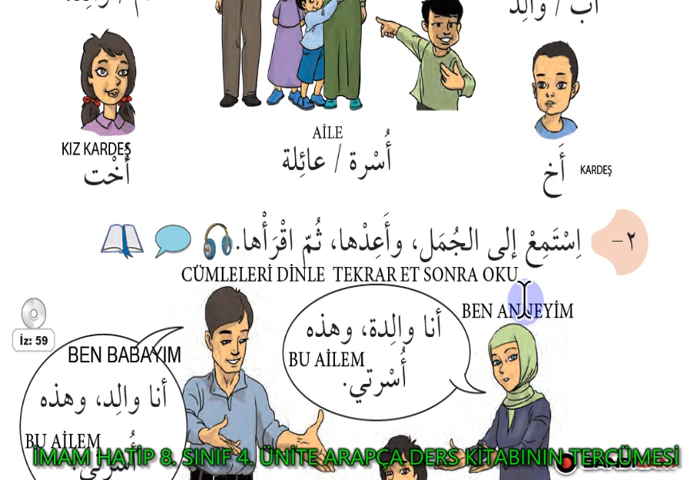 أب / والِد
AİLE
KIZ KARDEŞ
أُخْت
أُسْرة / عائِلة
أَخ
KARDEŞ
٢- اِسْتَمِعْ إلى الجُمَل، وأَعِدْها، ثُمّ اقْرَأْها.
CÜMLELERİ DİNLE TEKRAR ET SONRA OKU
BEN ANNEYİM
أنا والِدة، وهذه
BU AİLEM
أُسْرتي.
İz: 59
BEN BABAYIM
أنا والِد، وهذه
BU AİLEM
أُسْرتي.
İMAM HATİP 8. SINIF 4. ÜNİTE ARAPÇA DERS KİTABININ TERCÜMESİ